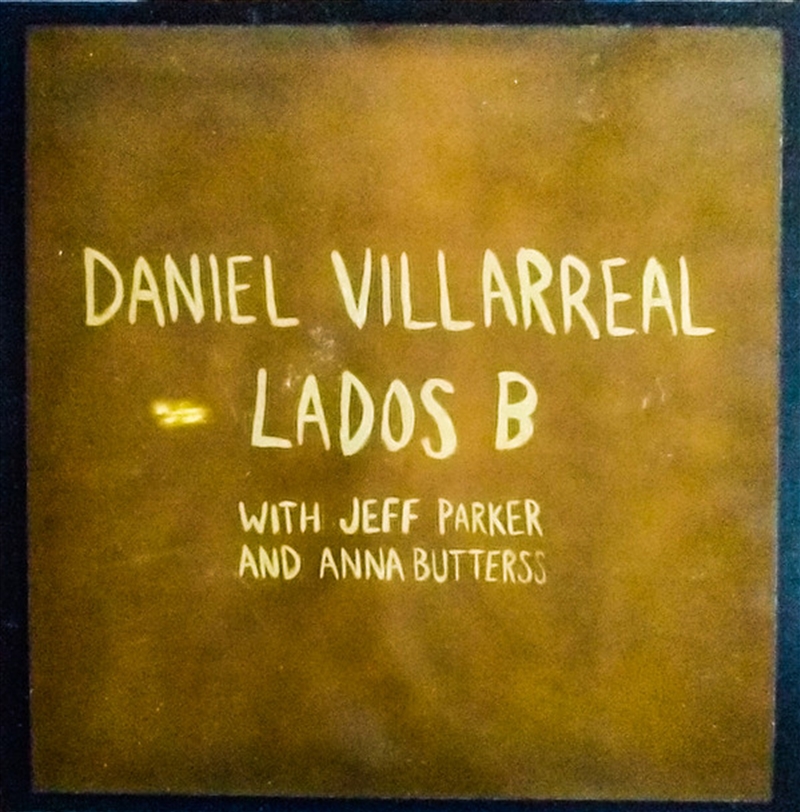 DANIEL VILLARREAL
LADOS B
WITH JEFF PARKER
AND ANNA BUTTERSS